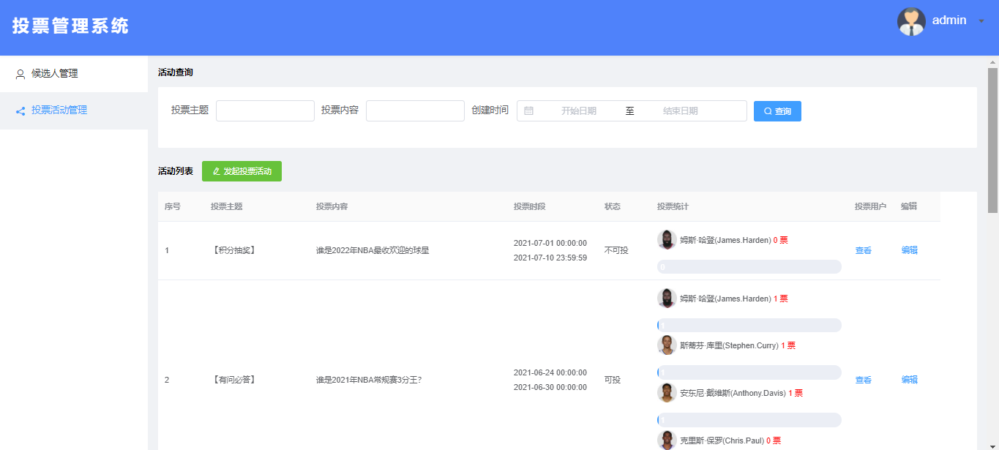 投票管理系统
admin
候选人管理
投票活动管理
活动查询
投票主题
投票内容
创建时间 开始日期 至 结束日期
查询
活动列表 发起投票活动
序号 投票主题 投票内容 投票时段 状态 投票统计 投票用户 编辑
1 【积分抽奖】 谁是2022年NBA最收欢迎的球星
2021-07-01 00:00:00
2021-07-10 23:59:59
不可投
姆斯·哈登(James.Harden) 0 票
0
查看 编辑
2 【有问必答】 谁是2021年NBA常规赛3分王?
2021-06-24 00:00:00
2021-06-30 00:00:00
可投
姆斯·哈登(James.Harden) 1 票
1
斯蒂芬·库里(Stephen.Curry) 1 票
1
安东尼·戴维斯(Anthony.Davis) 1 票
1
克里斯·保罗(Chris.Paul) 0 票
查看 编辑